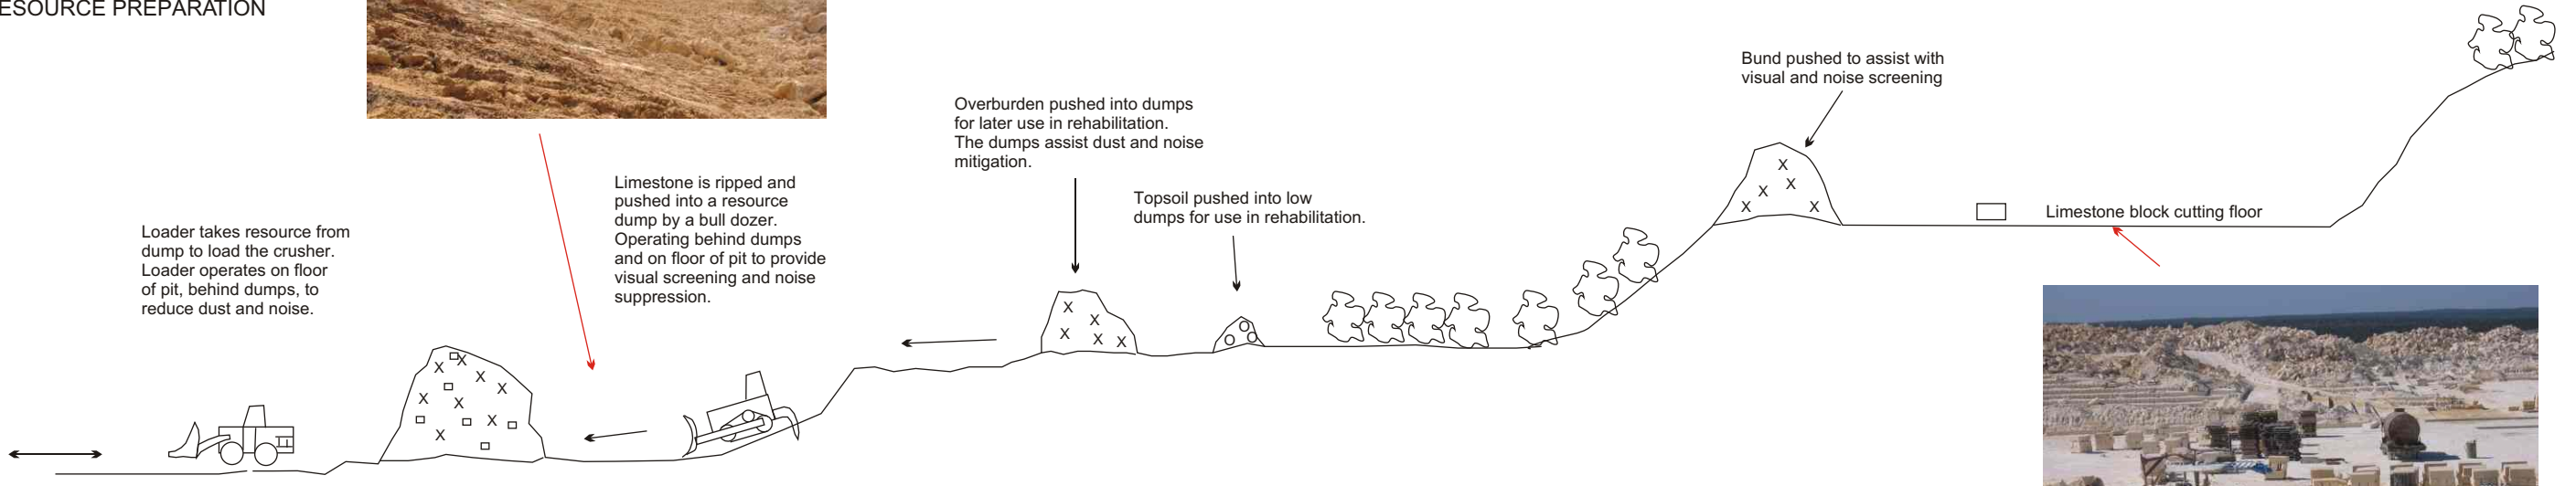 ESOURCE PREPARATION
Loader takes resource from
dump to load the crusher.
Loader operates on floor
of pit, behind dumps, to
reduce dust and noise.
Limestone is ripped and
pushed into a resource
dump by a bull dozer.
Operating behind dumps
and on floor of pit to provide
visual screening and noise
suppression.
Overburden pushed into dumps
for later use in rehabilitation.
The dumps assist dust and noise
mitigation.
Topsoil pushed into low
dumps for use in rehabilitation.
Bund pushed to assist with
visual and noise screening
Limestone block cutting floor